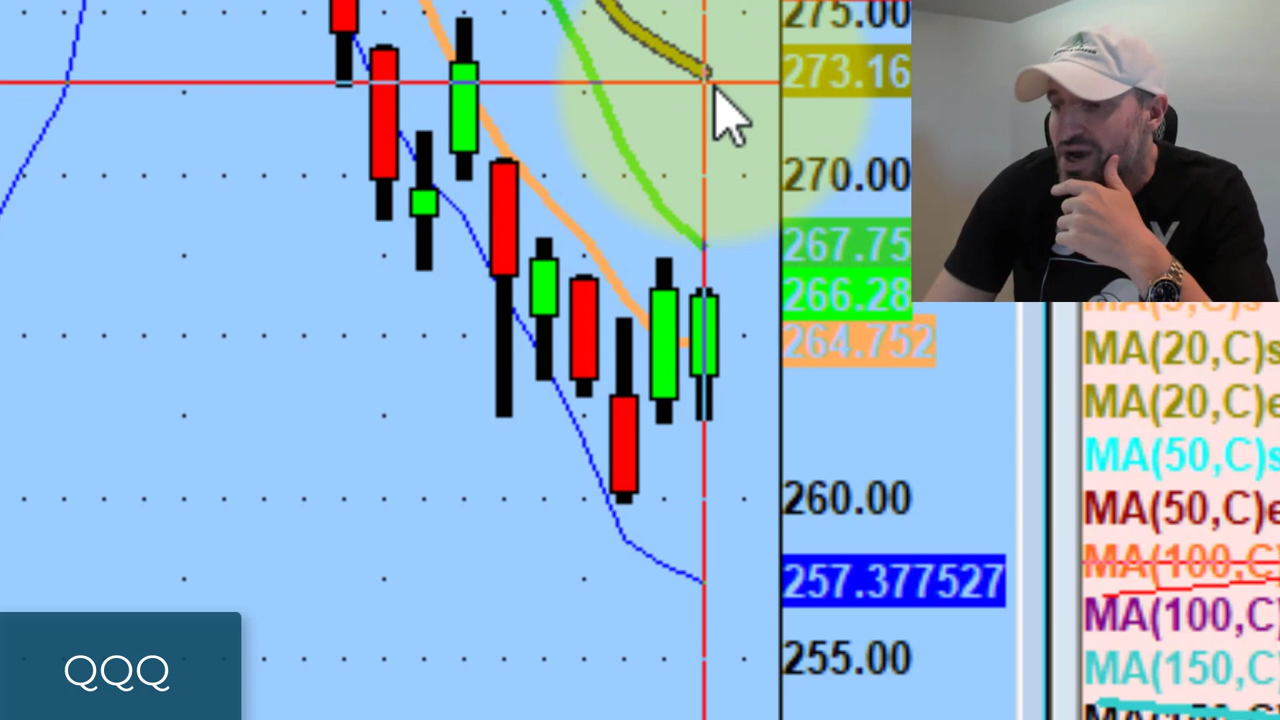 275.00
273.16
270.00
267.75
266.28
264.752
260.00
257.377527
255.00
MA(20,C)s
MA(20,C)e
MA(50,C)s
MA(50,C)e
MA(100,C)
MA(100,C)
MA(150,C)
QQQ